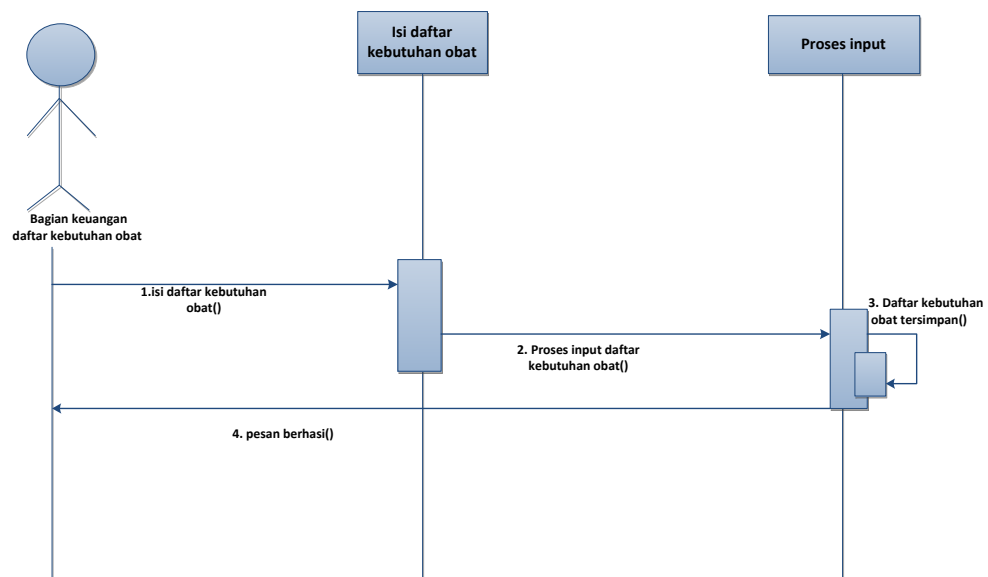 Isi daftar
kebutuhan obat
Proses input
Bagian keuangan
daftar kebutuhan obat
1.isi daftar kebutuhan
obat()
2. Proses input daftar
kebutuhan obat()
3. Daftar kebutuhan
obat tersimpan()
4. pesan berhasi()